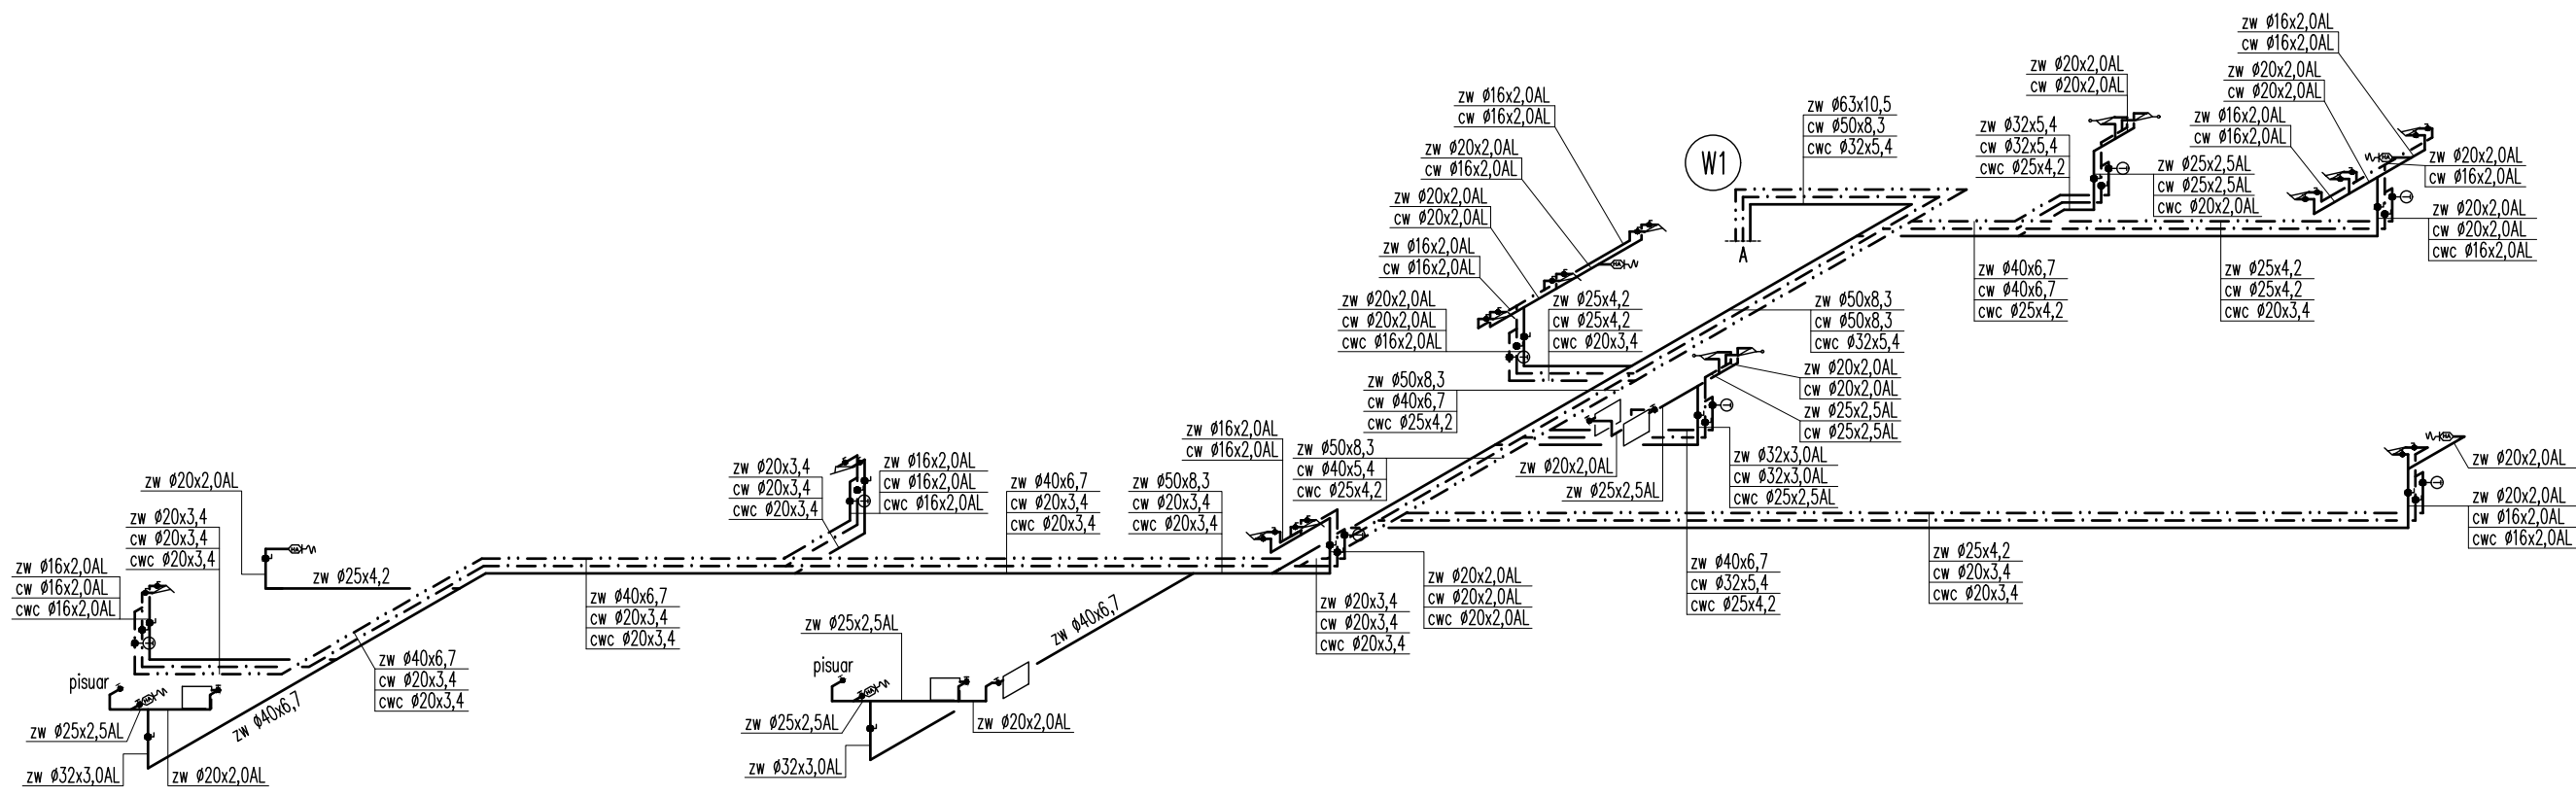 zw ø16x2,0AL
cw ø16x2,0AL
zw ø20x2,0AL
cw ø20x2,0AL
zw ø20x2,0AL
cw ø20x2,0AL
zw ø16x2,0AL
cw ø16x2,0AL
zw ø63x10,5
cw ø50x8,3
cwc ø32x5,4
zw ø16x2,0AL
cw ø16x2,0AL
zw ø32x5,4
cw ø32x5,4
cwc ø25x4,2
zw ø20x2,0AL
cw ø16x2,0AL
W1
zw ø25x2,5AL
cw ø25x2,5AL
cwc ø20x2,0AL
zw ø20x2,0AL
cw ø16x2,0AL
zw ø20x2,0AL
cw ø20x2,0AL
zw ø20x2,0AL
cw ø20x2,0AL
cwc ø16x2,0AL
A
zw ø16x2,0AL
cw ø16x2,0AL
zw ø40x6,7
cw ø40x6,7
cwc ø25x4,2
zw ø25x4,2
cw ø25x4,2
cwc ø20x3,4
zw ø20x2,0AL
cw ø20x2,0AL
cwc ø16x2,0AL
zw ø25x4,2
cw ø25x4,2
cwc ø20x3,4
zw ø50x8,3
cw ø50x8,3
cwc ø32x5,4
zw ø50x8,3
cw ø40x6,7
cwc ø25x4,2
zw ø20x2,0AL
cw ø20x2,0AL
zw ø25x2,5AL
cw ø25x2,5AL
zw ø16x2,0AL
cw ø16x2,0AL
zw ø50x8,3
cw ø40x5,4
cwc ø25x4,2
zw ø20x2,0AL
zw ø25x2,5AL
zw ø32x3,0AL
cw ø32x3,0AL
cwc ø25x2,5AL
zw ø20x2,0AL
zw ø20x2,0AL
cw ø16x2,0AL
cwc ø16x2,0AL
zw ø20x2,0AL
zw ø20x3,4
cw ø20x3,4
cwc ø20x3,4
zw ø16x2,0AL
cw ø16x2,0AL
cwc ø16x2,0AL
zw ø40x6,7
cw ø20x3,4
cwc ø20x3,4
zw ø50x8,3
cw ø20x3,4
cwc ø20x3,4
zw ø20x3,4
cw ø20x3,4
cwc ø20x3,4
zw ø16x2,0AL
cw ø16x2,0AL
cwc ø16x2,0AL
zw ø25x4,2
zw ø40x6,7
cw ø20x3,4
cwc ø20x3,4
zw ø40x6,7
zw ø20x2,0AL
cw ø20x2,0AL
cwc ø20x2,0AL
zw ø20x3,4
cw ø20x3,4
cwc ø20x3,4
zw ø40x6,7
cw ø32x5,4
cwc ø25x4,2
zw ø25x4,2
cw ø20x3,4
cwc ø20x3,4
zw ø25x2,5AL
zw ø40x6,7
cw ø20x3,4
cwc ø20x3,4
pisuar
pisuar
zw ø40x6,7
zw ø25x2,5AL
zw ø25x2,5AL
zw ø20x2,0AL
zw ø32x3,0AL
zw ø20x2,0AL
zw ø32x3,0AL